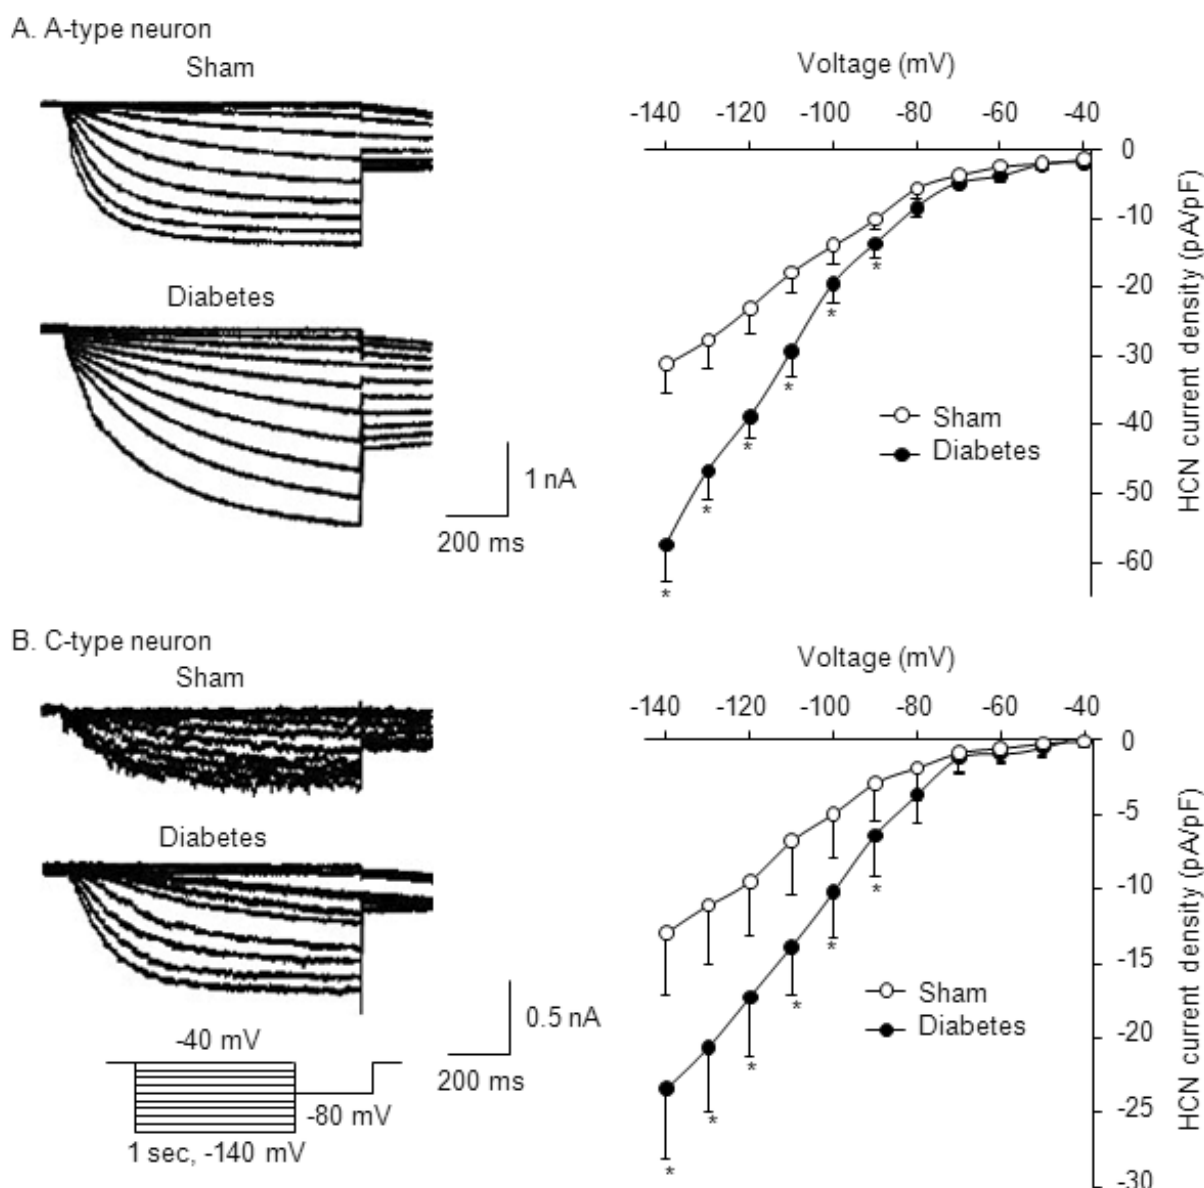 A. A-type neuron
Sham
Diabetes
1 nA
200 ms
Voltage (mV)
-140 -120 -100 -80 -60 -40
0
-10
-20
-30
-40
-50
-60
HCN current density (pA/pF)
Sham
Diabetes
*
*
*
*
*
*
B. C-type neuron
Sham
Diabetes
0.5 nA
200 ms
-40 mV
-80 mV
1 sec, -140 mV
Voltage (mV)
-140 -120 -100 -80 -60 -40
0
-5
-10
-15
-20
-25
-30
HCN current density (pA/pF)
Sham
Diabetes
*
*
*
*
*
*